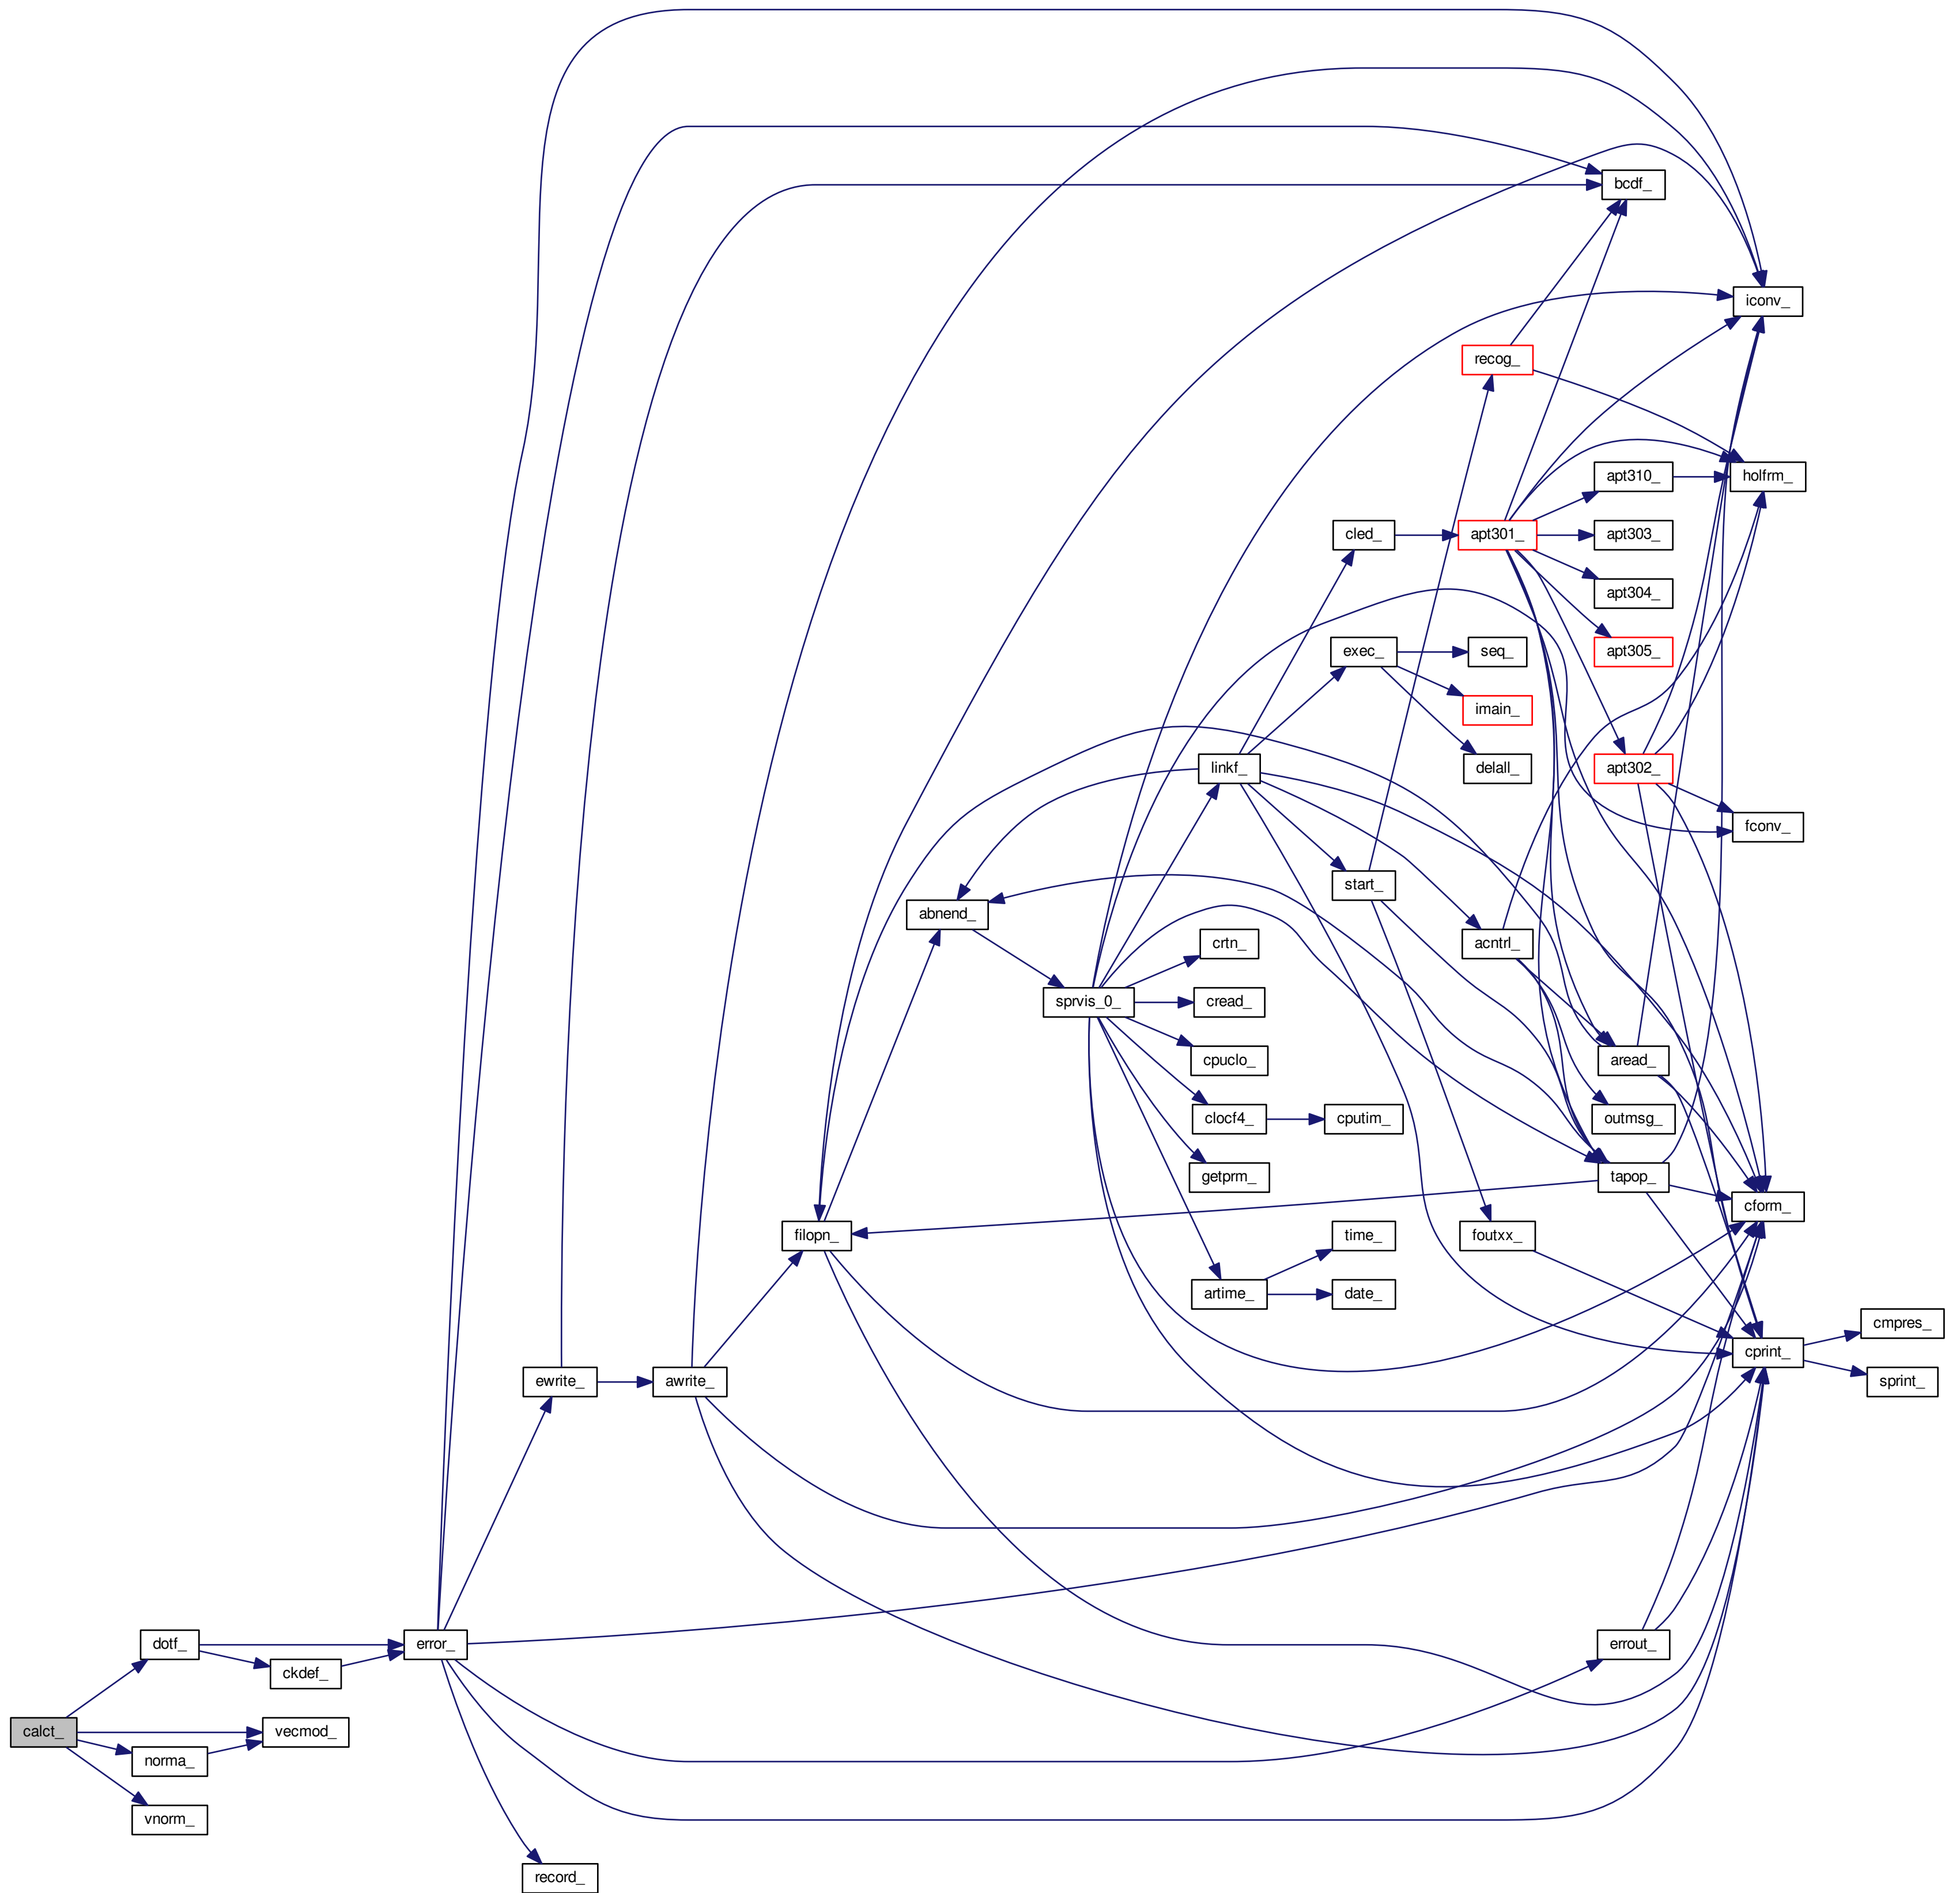 bcdf_
iconv_
recog_
apt310_
holfrm_
cled_
apt301_
apt303_
apt304_
exec_
seq_
apt305_
imain_
linkf_
delall_
apt302_
fconv_
start_
abnend_
crtn_
acntrl_
sprvis_0_
cread_
cpuclo_
aread_
clocf4_
cputim_
outmsg_
getprm_
tapop_
cform_
filopn_
time_
foutxx_
artime_
date_
cmpres_
cprint_
ewrite_
awrite_
sprint_
dotf_
error_
errout_
ckdef_
calct_
vecmod_
norma_
vnorm_
record_